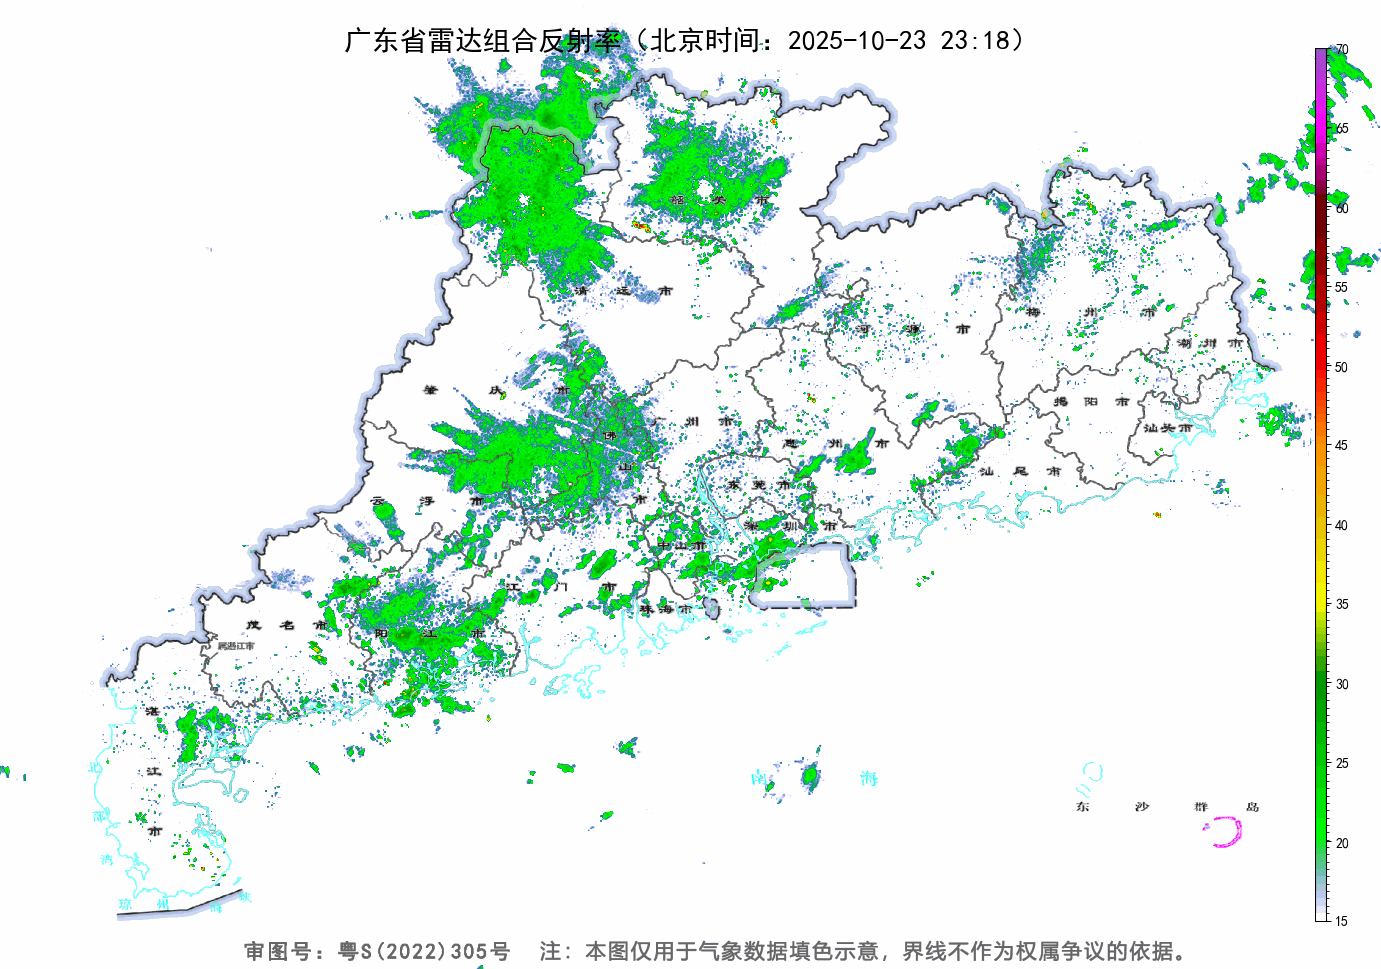 广东省雷达组合反射率（北京时间：2025-10-23 23:18）
70
65
60
55
50
45
40
35
30
25
20
15
韶 关 市
清 远 市
河 源 市
梅 州 市
潮 州 市
肇 庆 市
广 州 市
佛 山 市
揭 阳 市
汕头市
惠 州 市
汕 尾 市
东 莞 市
云 浮 市
深 圳 市
中山市
江 门 市
珠海市
茂 名 市
阳 江 市
属湛江市
湛 江 市
北 部 湾
琼 州 海 峡
南 海
东 沙 群 岛
审图号：粤S(2022)305号 注：本图仅用于气象数据填色示意，界线不作为权属争议的依据。